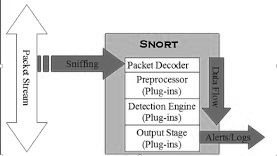 SNORT
Packet Stream
Sniffing
Packet Decoder
Preprocessor
(Plug-ins)
Detection Engine
(Plug-ins)
Output Stage
(Plug-ins)
Data Flow
Alerts/Logs